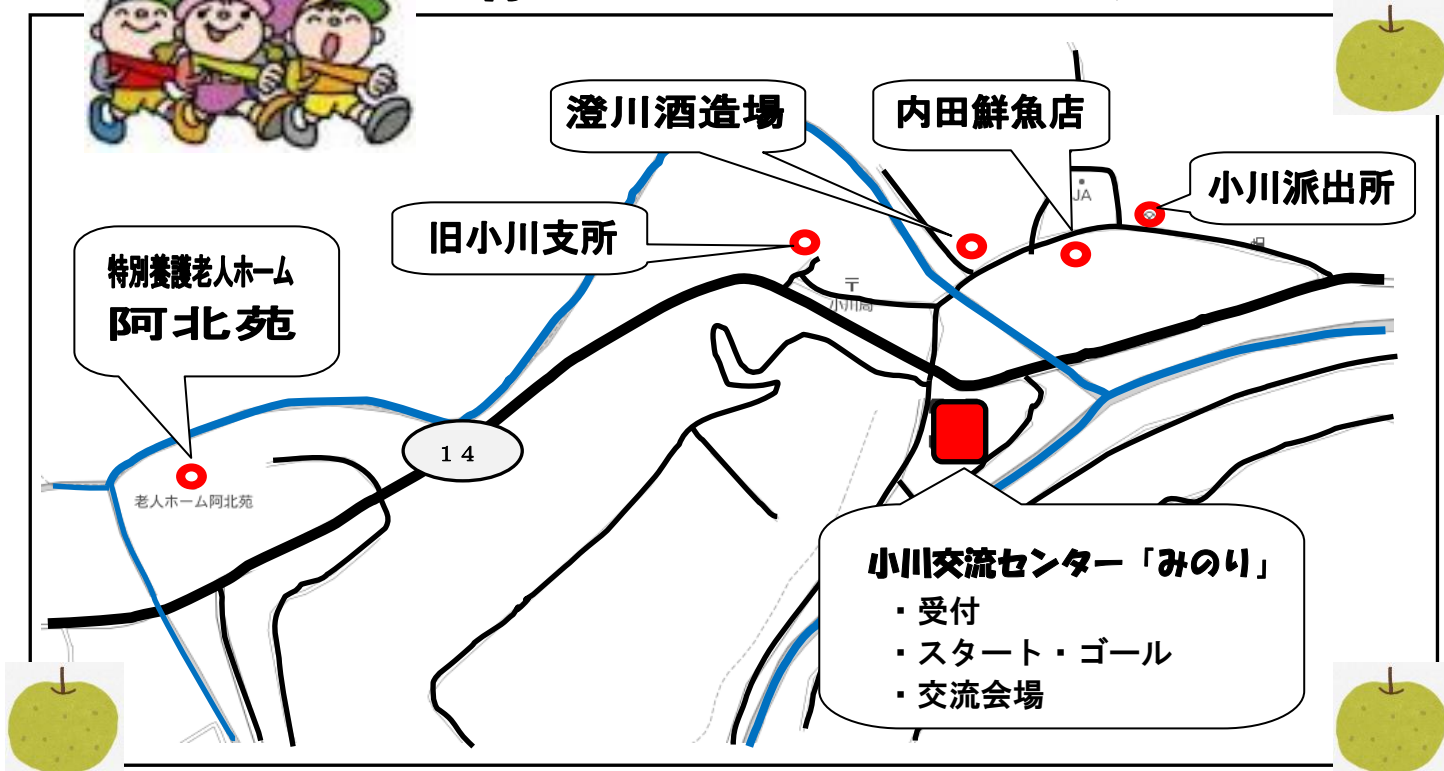 澄川酒造場
内田鮮魚店
JA
小川派出所
旧小川支所
特別養護老人ホーム
阿北苑
〒
小川局
14
老人ホーム阿北苑
小川交流センター「みのり」
・受付
・スタート・ゴール
・交流会場